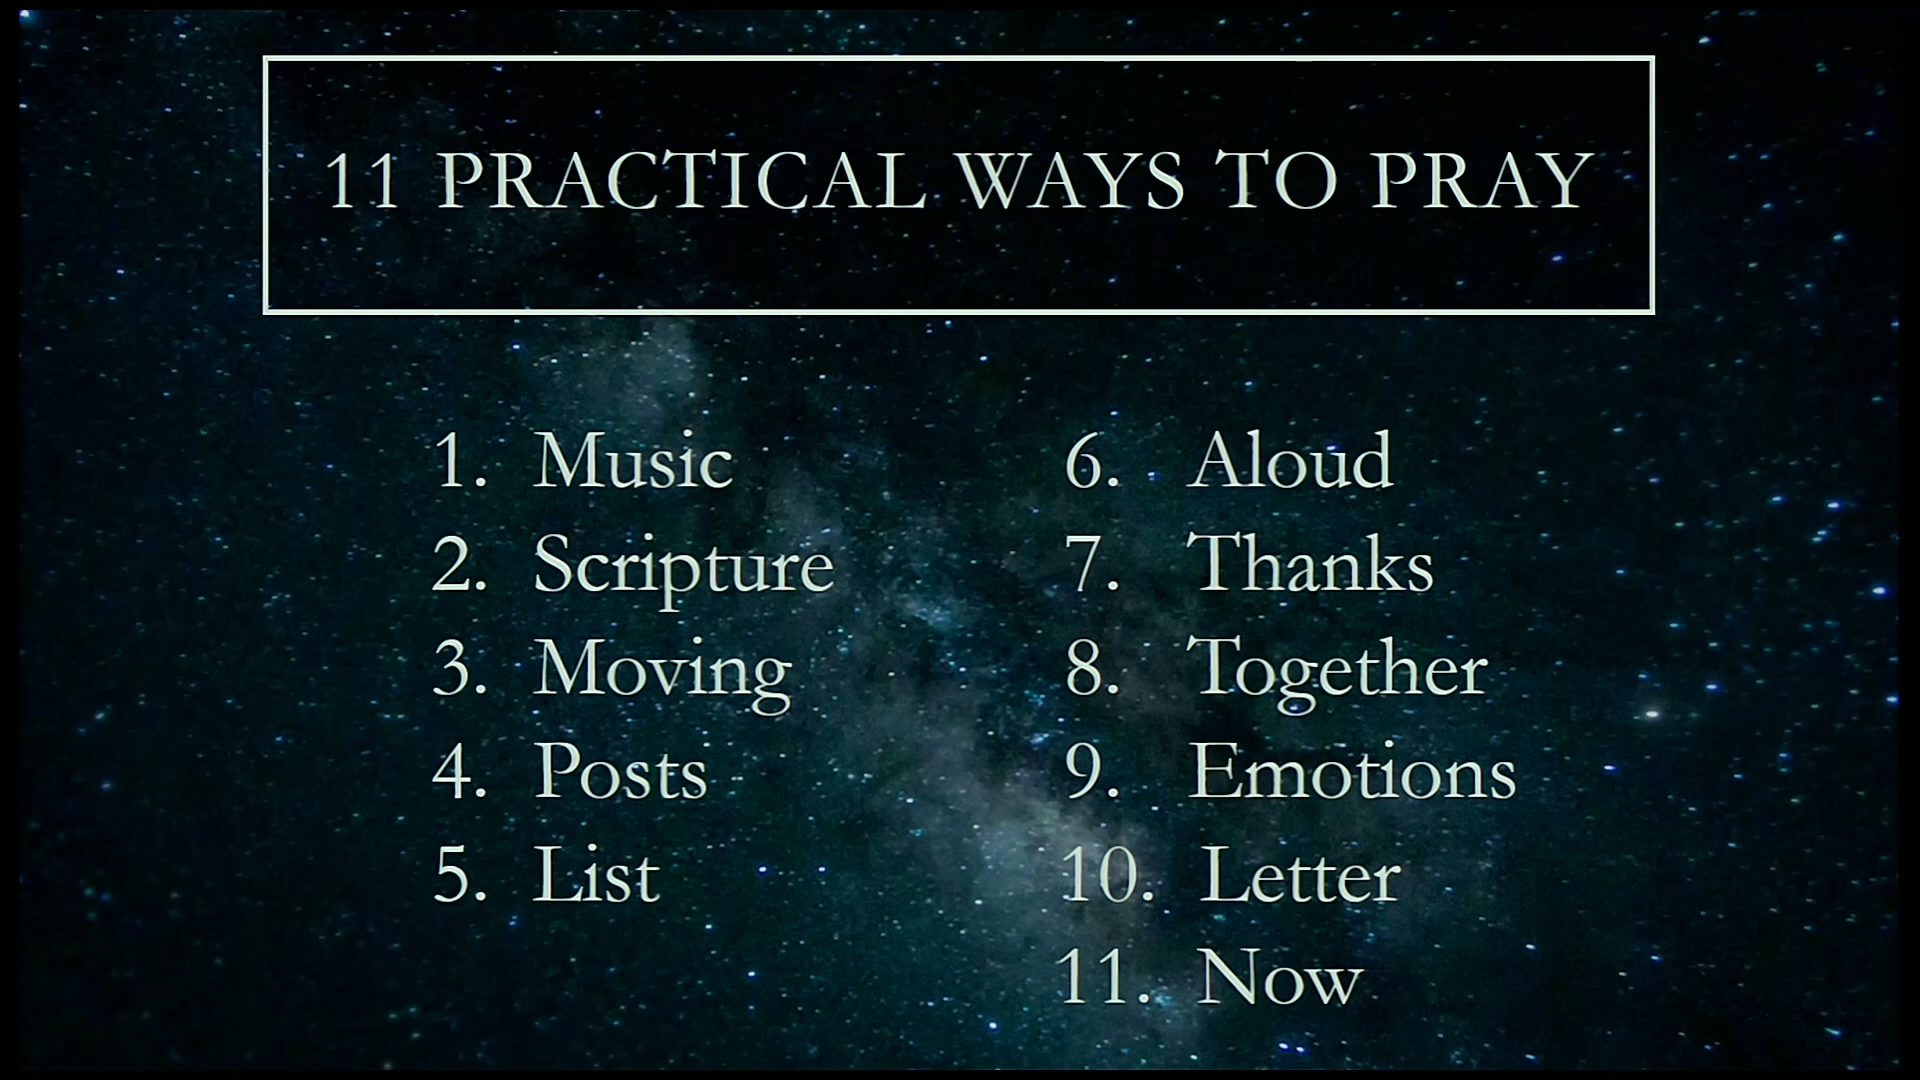 11 PRACTICAL WAYS TO PRAY
1. Music
2. Scripture
3. Moving
4. Posts
5. List
6. Aloud
7. Thanks
8. Together
9. Emotions
10. Letter
11. Now